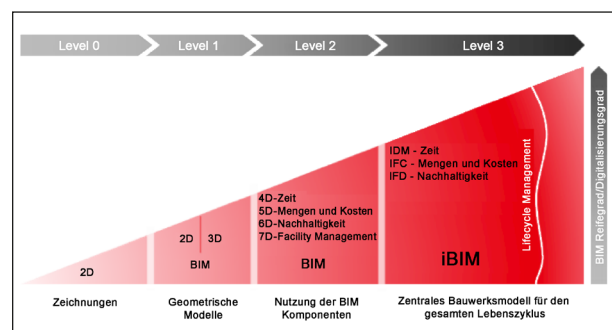 Level 0
Level 1
Level 2
Level 3
BIM Reifegrad/Digitalisierungsgrad
2D
2D
3D
BIM
4D-Zeit
5D-Mengen und Kosten
6D-Nachhaltigkeit
7D-Facility Management
BIM
IDM - Zeit
IFC - Mengen und Kosten
IFD - Nachhaltigkeit
iBIM
Lifecycle Management
Zeichnungen
Geometrische
Modelle
Nutzung der BIM
Komponenten
Zentrales Bauwerksmodell für den
gesamten Lebenszyklus